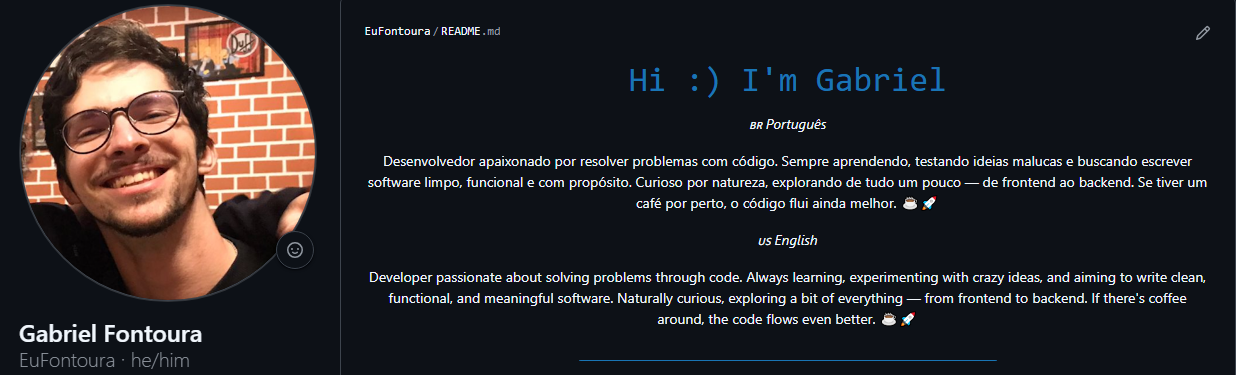 Duff
EuFontoura/README.md
Hi :) I'm Gabriel
BR Português
Desenvolvedor apaixonado por resolver problemas com código. Sempre aprendendo, testando ideias malucas e buscando escrever
software limpo, funcional e com propósito. Curioso por natureza, explorando de tudo um pouco — de frontend ao backend. Se tiver um
café por perto, o código flui ainda melhor. ☕🚀
US English
Developer passionate about solving problems through code. Always learning, experimenting with crazy ideas, and aiming to write clean,
functional, and meaningful software. Naturally curious, exploring a bit of everything — from frontend to backend. If there's coffee
around, the code flows even better. ☕🚀
Gabriel Fontoura
EuFontoura · he/him